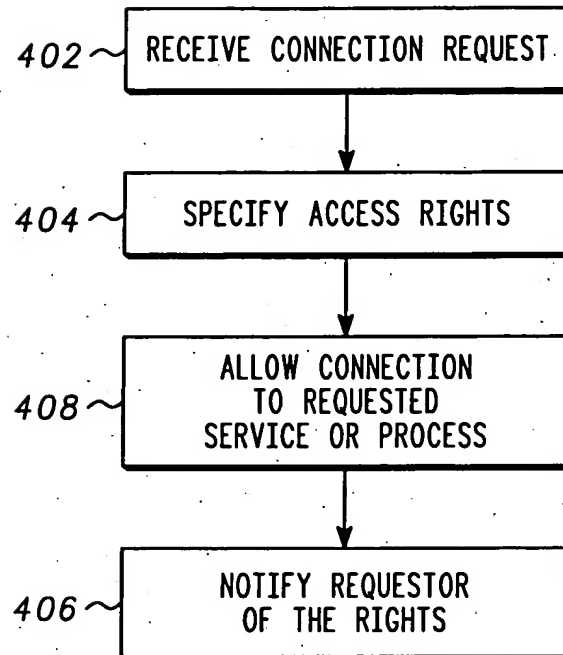 402 RECEIVE CONNECTION REQUEST
404 SPECIFY ACCESS RIGHTS
408 ALLOW CONNECTION
TO REQUESTED
SERVICE OR PROCESS
406 NOTIFY REQUESTOR
OF THE RIGHTS